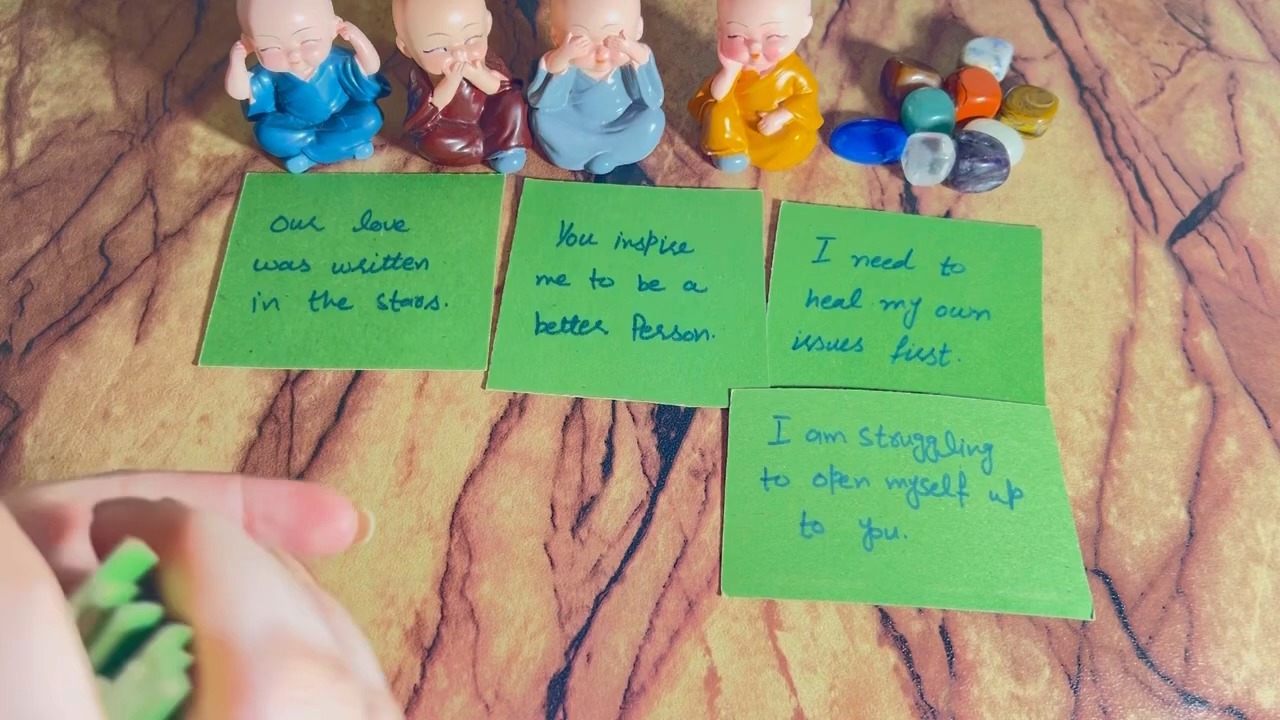 Our love
was written
in the stars.
You inspire
me to be a
better Person.
I need to
heal my own
issues first.
I am struggling
to open myself up
to you.